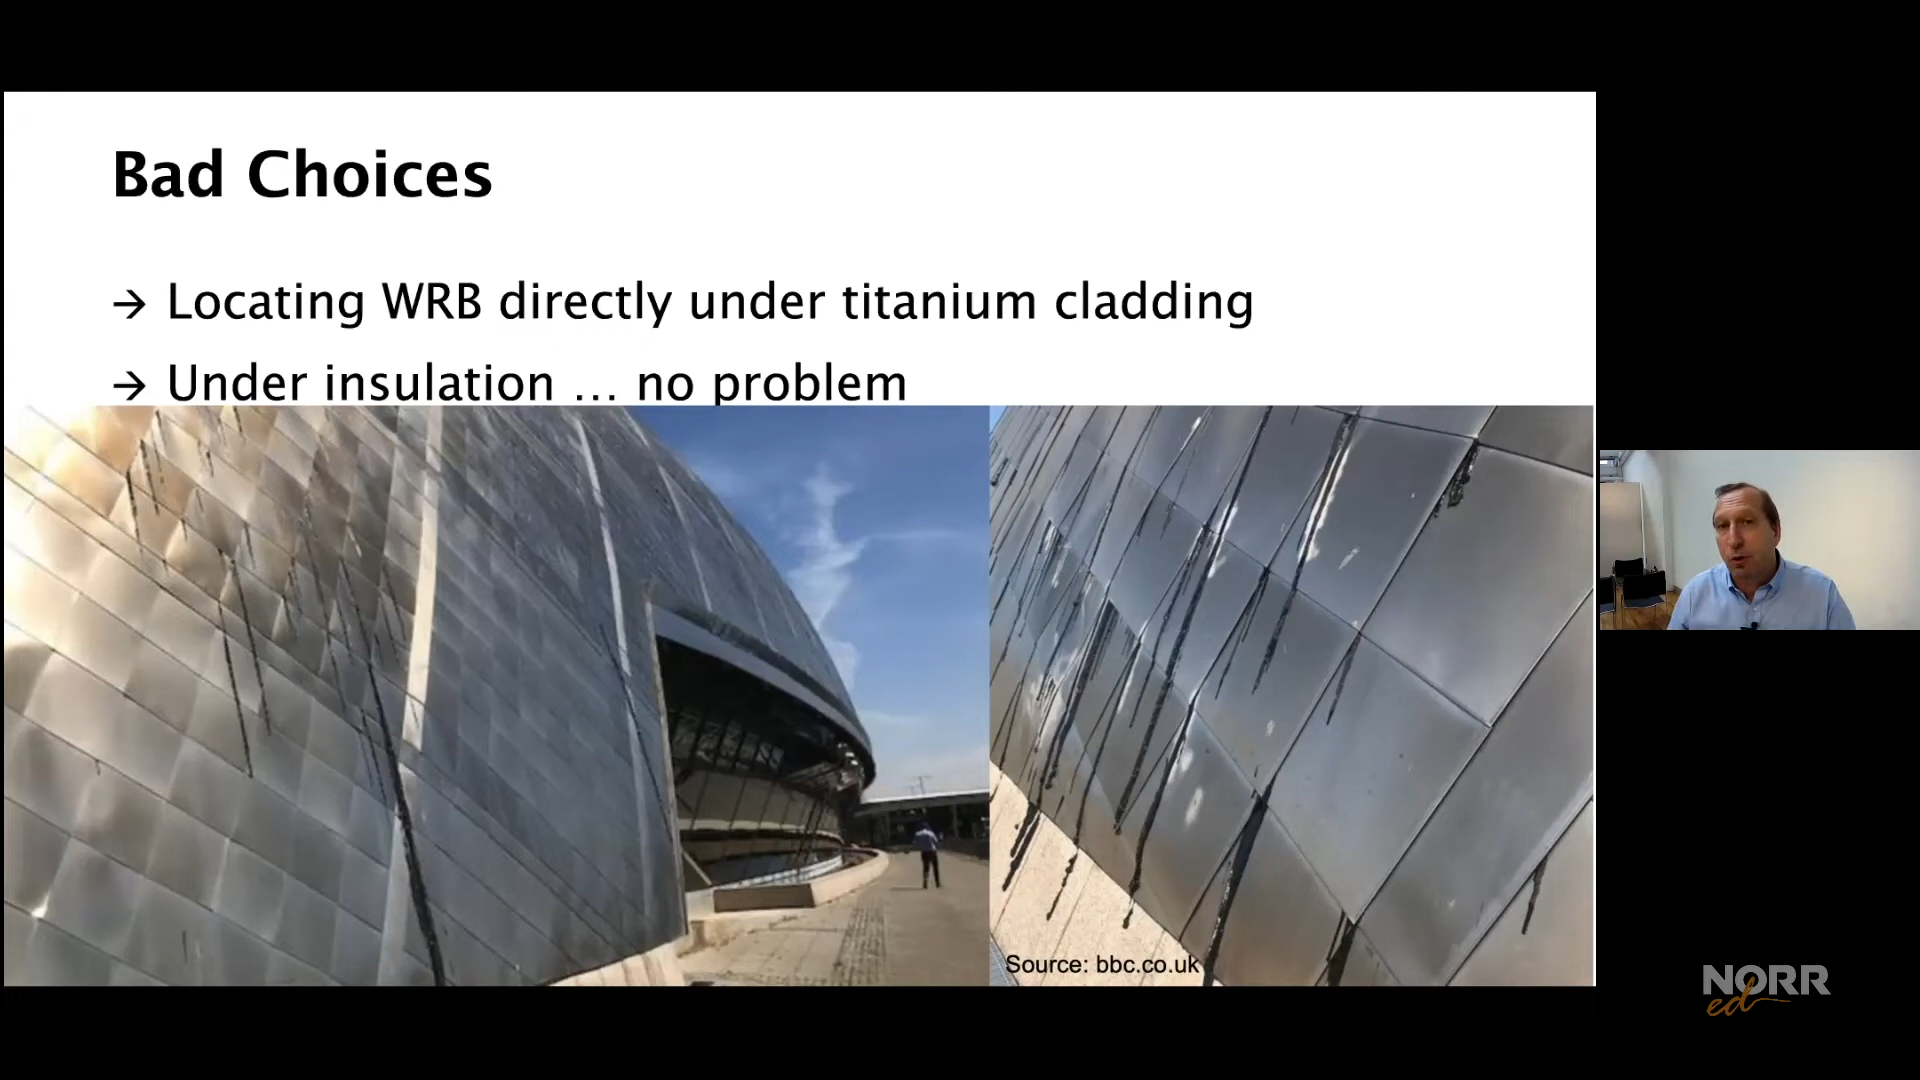 Bad Choices
→ Locating WRB directly under titanium cladding
→ Under insulation … no problem
Source: bbc.co.uk
NORR
ed